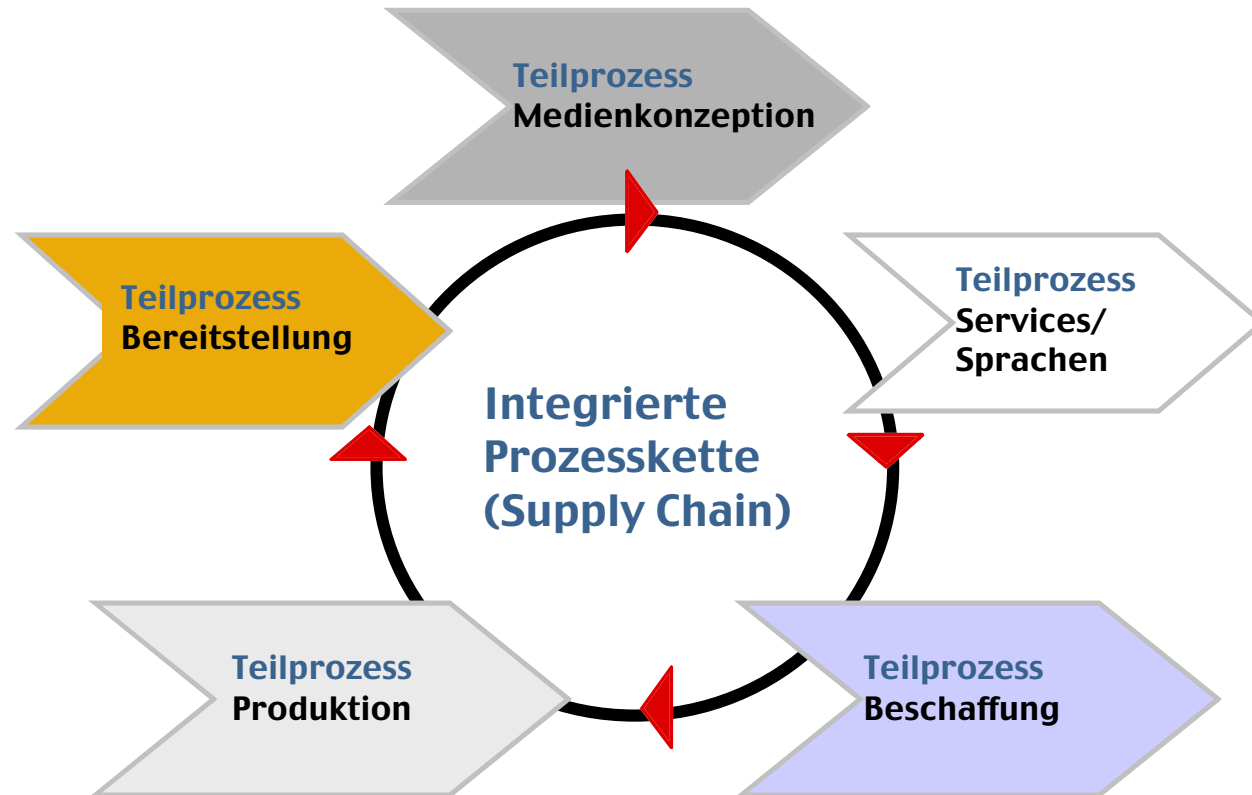 Teilprozess
Medienkonzeption
Teilprozess
Services/
Sprachen
Teilprozess
Bereitstellung
Integrierte
Prozesskette
(Supply Chain)
Teilprozess
Produktion
Teilprozess
Beschaffung